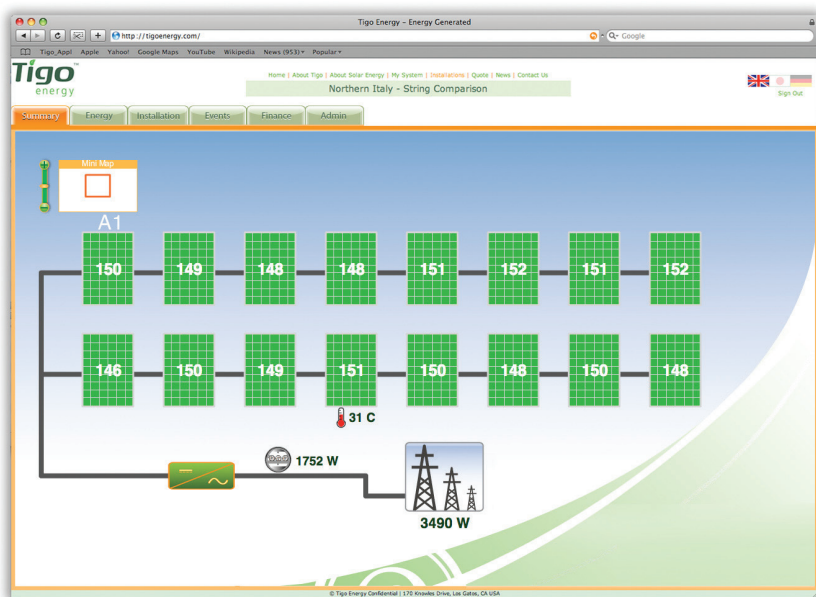 Tigo Energy - Energy Generated
http://tigoenergy.com/
Google
Tigo_Appl Apple Yahoo! Google Maps YouTube Wikipedia News (953) Popular
Tigo™
energy
Home | About Tigo | About Solar Energy | My System | Installations | Quote | News | Contact Us
Northern Italy - String Comparison
Sign Out
Summary Energy Installation Events Finance Admin
Mini Map
A1
150 149 148 148 151 152 151 152
146 150 149 151 150 148 150 148
31 C
1752 W
3490 W
© Tigo Energy Confidential | 170 Knowles Drive, Los Gatos, CA USA